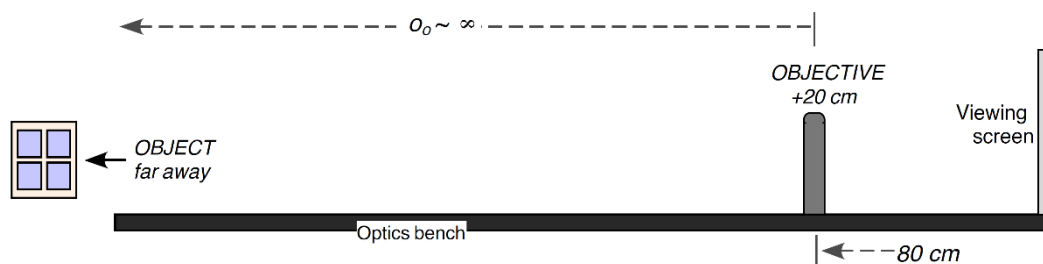 oₒ ~ ∞
OBJECTIVE
+20 cm
Viewing
screen
OBJECT
far away
Optics bench
80 cm